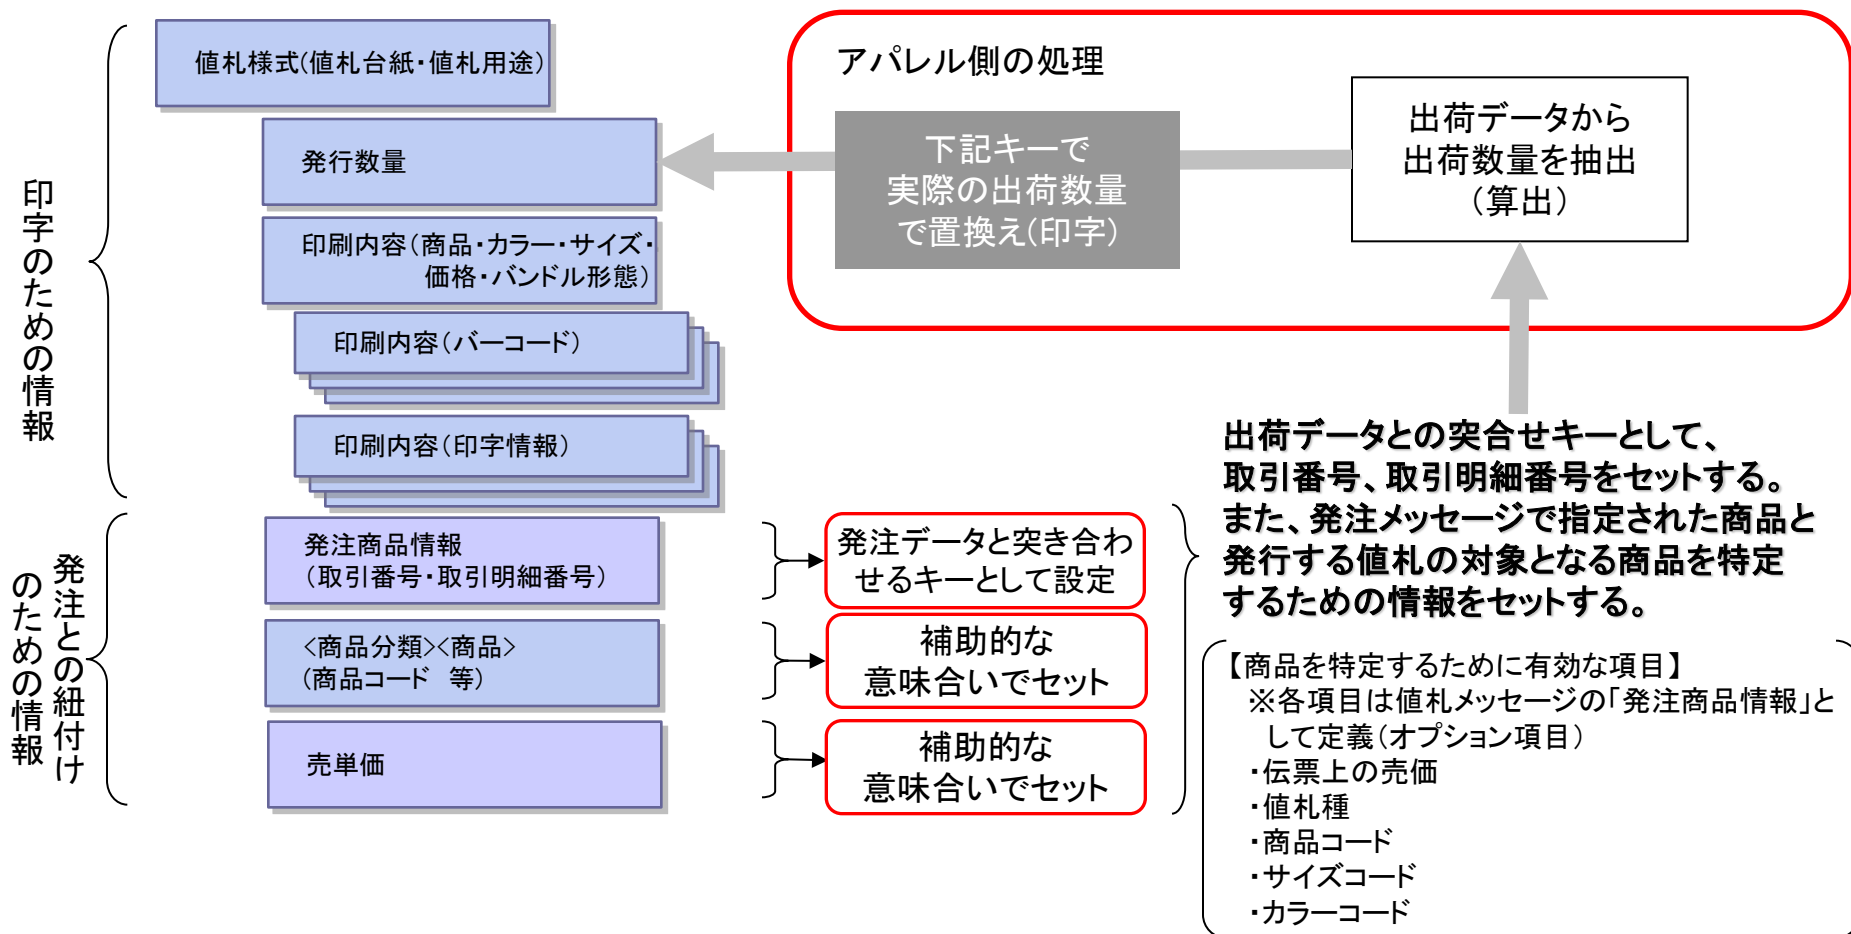 印字のための情報
値札様式(値札台紙・値札用途)
発行数量
印刷内容(商品・カラー・サイズ・
価格・バンドル形態)
印刷内容(バーコード)
印刷内容(印字情報)
アパレル側の処理
下記キーで
実際の出荷数量
で置換え(印字)
出荷データから
出荷数量を抽出
(算出)
発注との紐付け
のための情報
発注商品情報
(取引番号・取引明細番号)
<商品分類><商品>
(商品コード 等)
売単価
発注データと突き合わ
せるキーとして設定
補助的な
意味合いでセット
補助的な
意味合いでセット
出荷データとの突合せキーとして、
取引番号、取引明細番号をセットする。
また、発注メッセージで指定された商品と
発行する値札の対象となる商品を特定
するための情報をセットする。
【商品を特定するために有効な項目】
※各項目は値札メッセージの「発注商品情報」と
して定義(オプション項目)
・伝票上の売価
・値札種
・商品コード
・サイズコード
・カラーコード